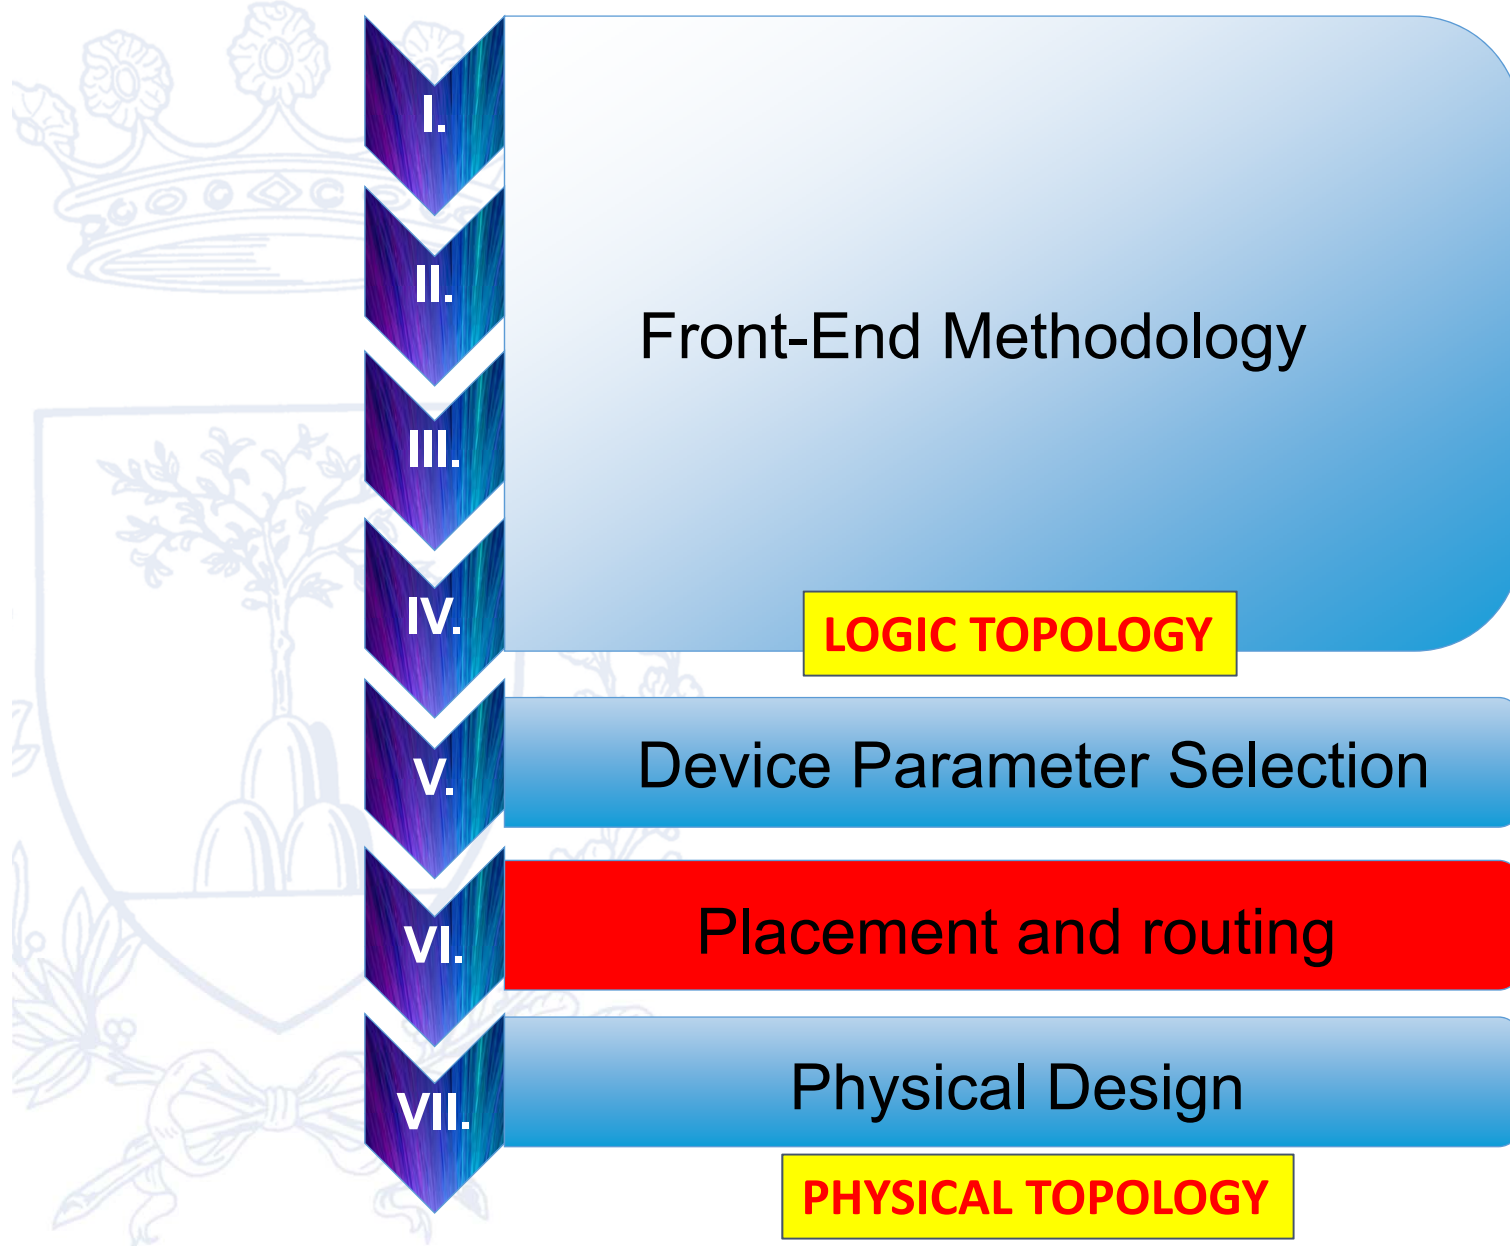 I.
II.
Front-End Methodology
III.
IV.
LOGIC TOPOLOGY
V.
Device Parameter Selection
VI.
Placement and routing
VII.
Physical Design
PHYSICAL TOPOLOGY